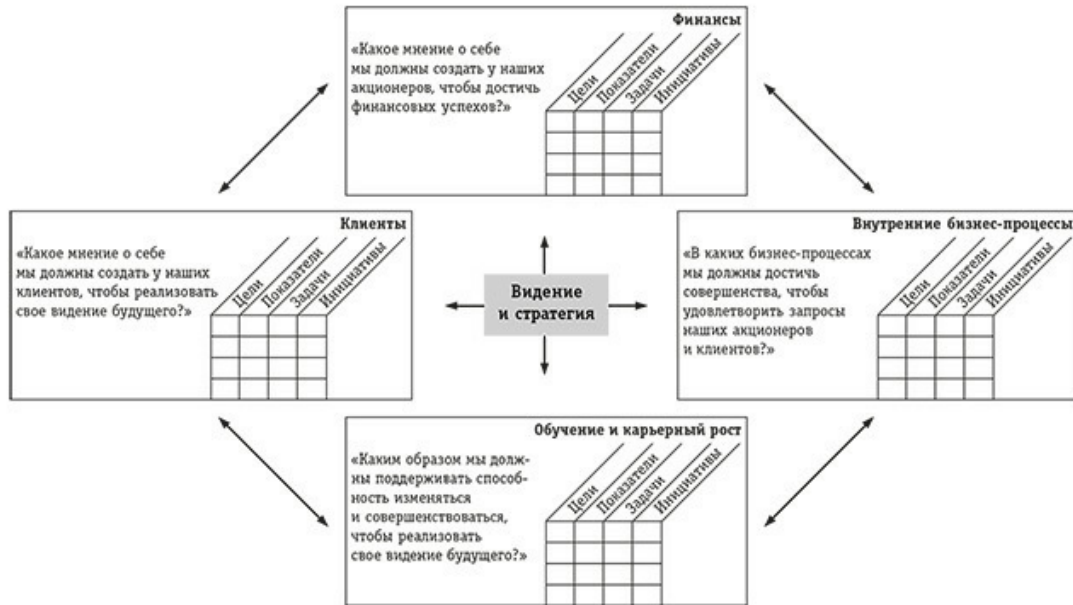 Финансы
«Какое мнение о себе
мы должны создать у наших
акционеров, чтобы достичь
финансовых успехов?»
Цели
Показатели
Задачи
Инициативы
Клиенты
«Какое мнение о себе
мы должны создать у наших
клиентов, чтобы реализовать
свое видение будущего?»
Цели
Показатели
Задачи
Инициативы
Видение
и стратегия
Внутренние бизнес-процессы
«В каких бизнес-процессах
мы должны достичь
совершенства, чтобы
удовлетворить запросы
наших акционеров
и клиентов?»
Цели
Показатели
Задачи
Инициативы
Обучение и карьерный рост
«Каким образом мы долж-
ны поддерживать способ-
ность изменяться
и совершенствоваться,
чтобы реализовать
свое видение будущего?»
Цели
Показатели
Задачи
Инициативы